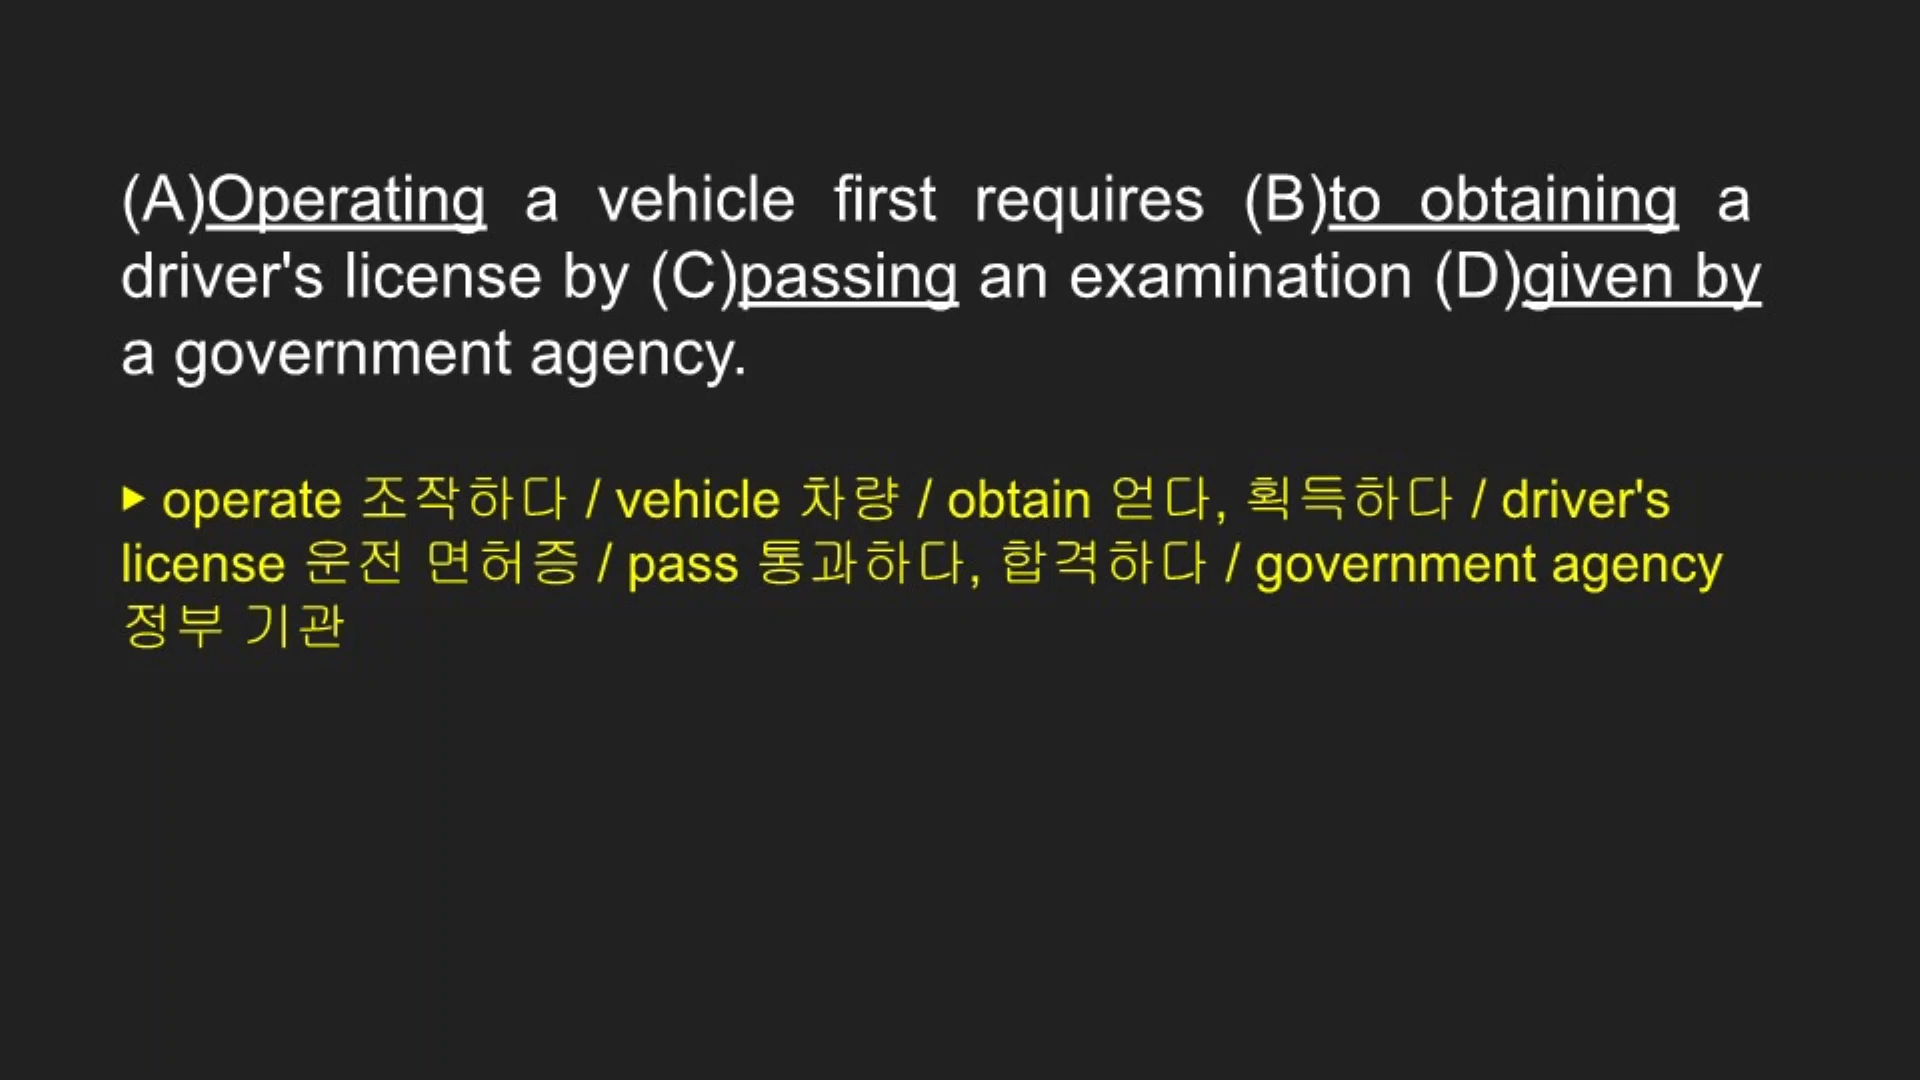 (A)Operating a vehicle first requires (B)to obtaining a
driver's license by (C)passing an examination (D)given by
a government agency.
▶ operate 조작하다 / vehicle 차량 / obtain 얻다, 획득하다 / driver's
license 운전 면허증 / pass 통과하다, 합격하다 / government agency
정부 기관